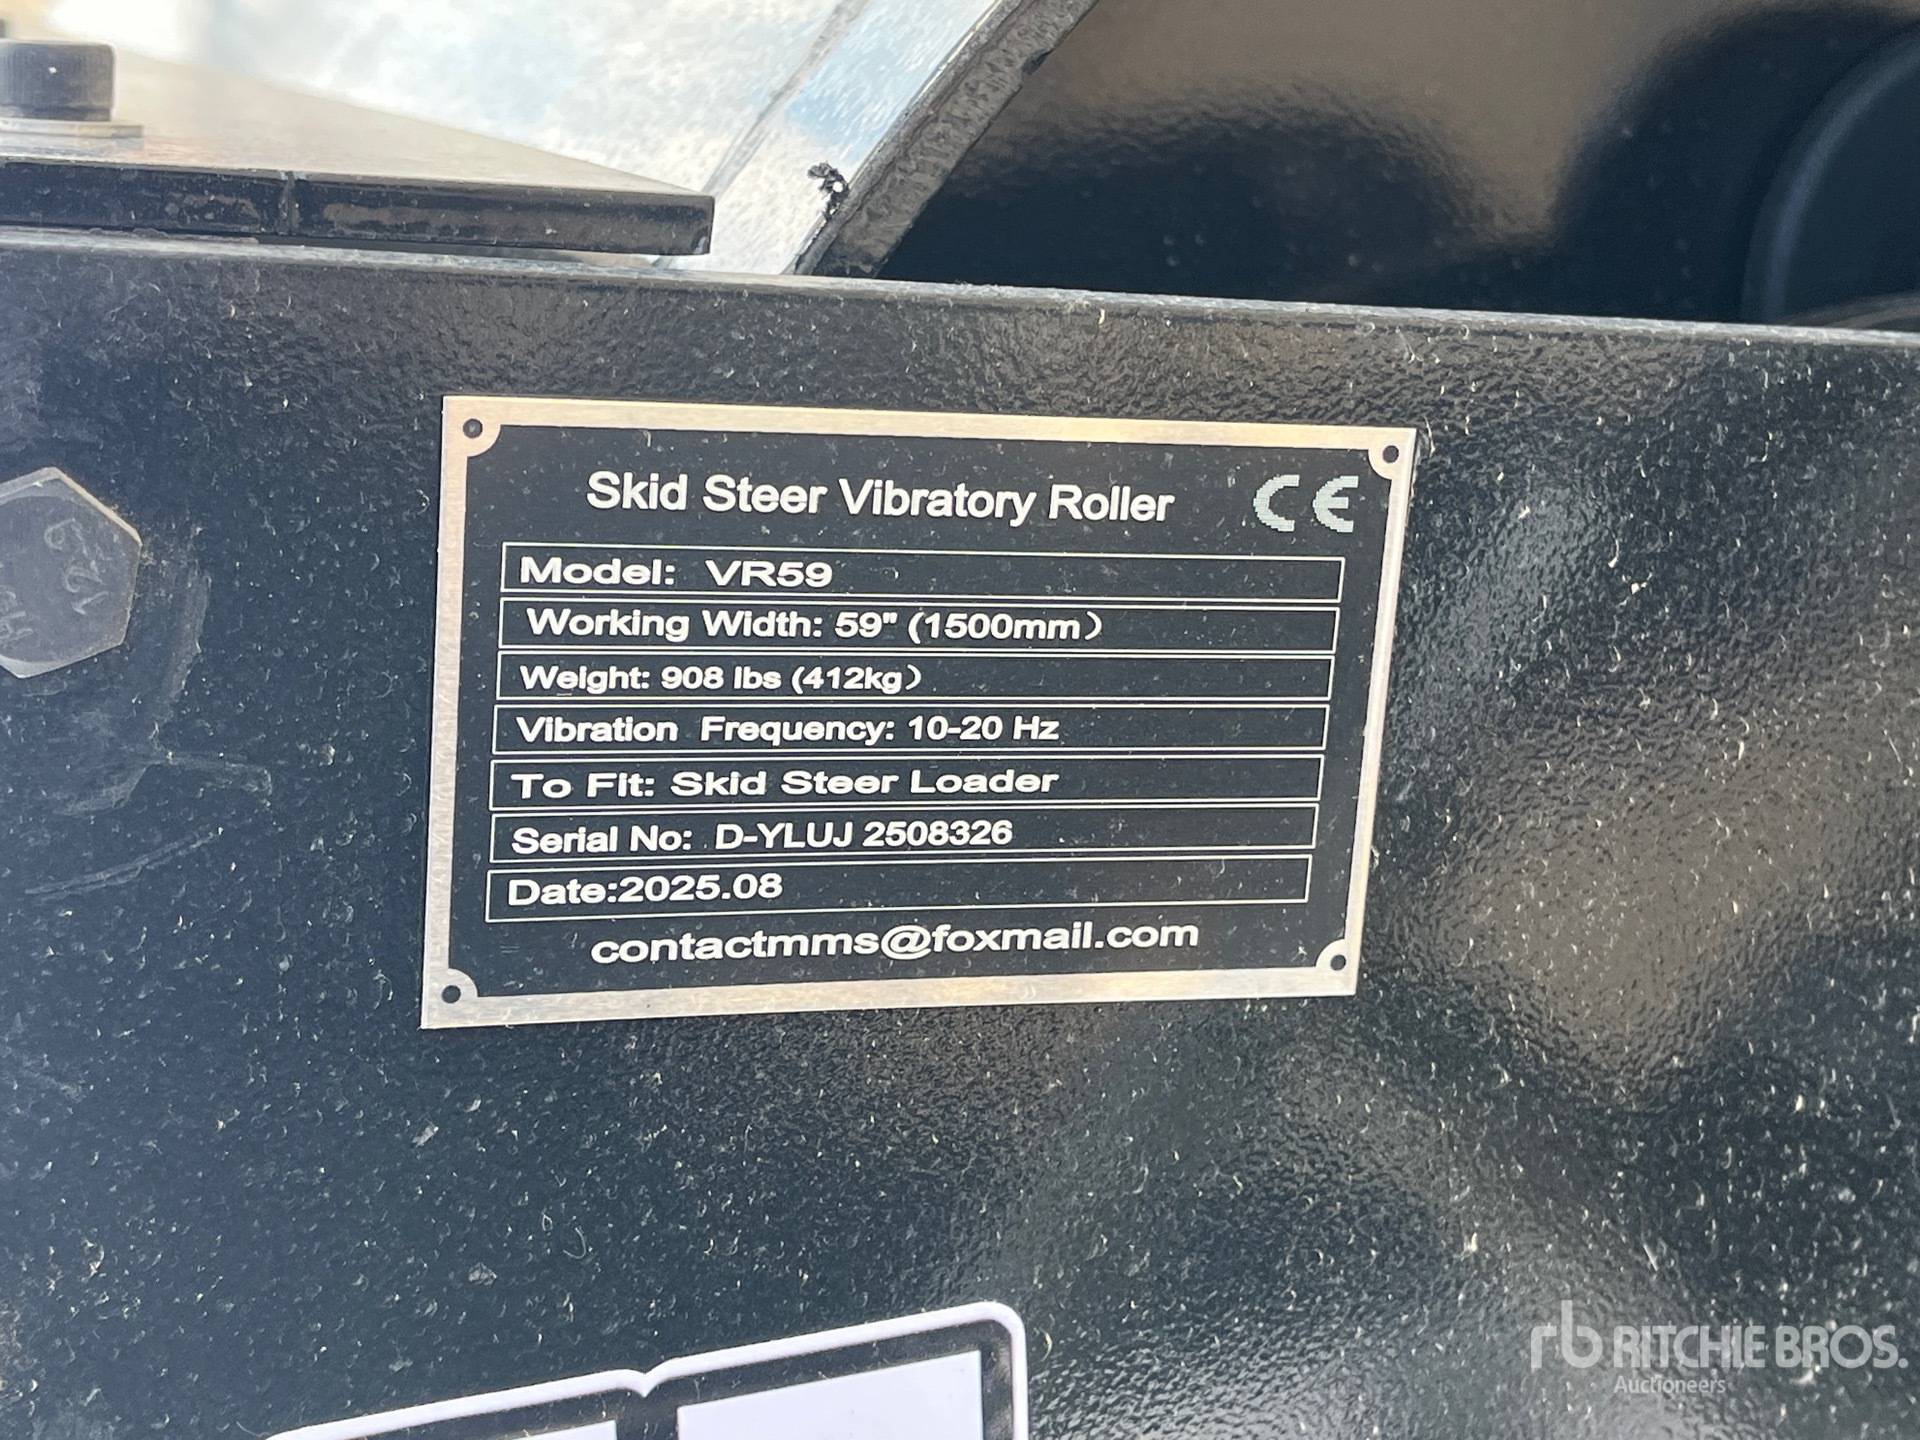 Skid Steer Vibratory Roller CE
Model: VR59
Working Width: 59" (1500mm）
Weight: 908 lbs (412kg）
Vibration Frequency: 10-20 Hz
To Fit: Skid Steer Loader
Serial No: D-YLUJ 2508326
Date:2025.08
contactmms@foxmail.com
12.9
rb RITCHIE BROS.
Auctioneers